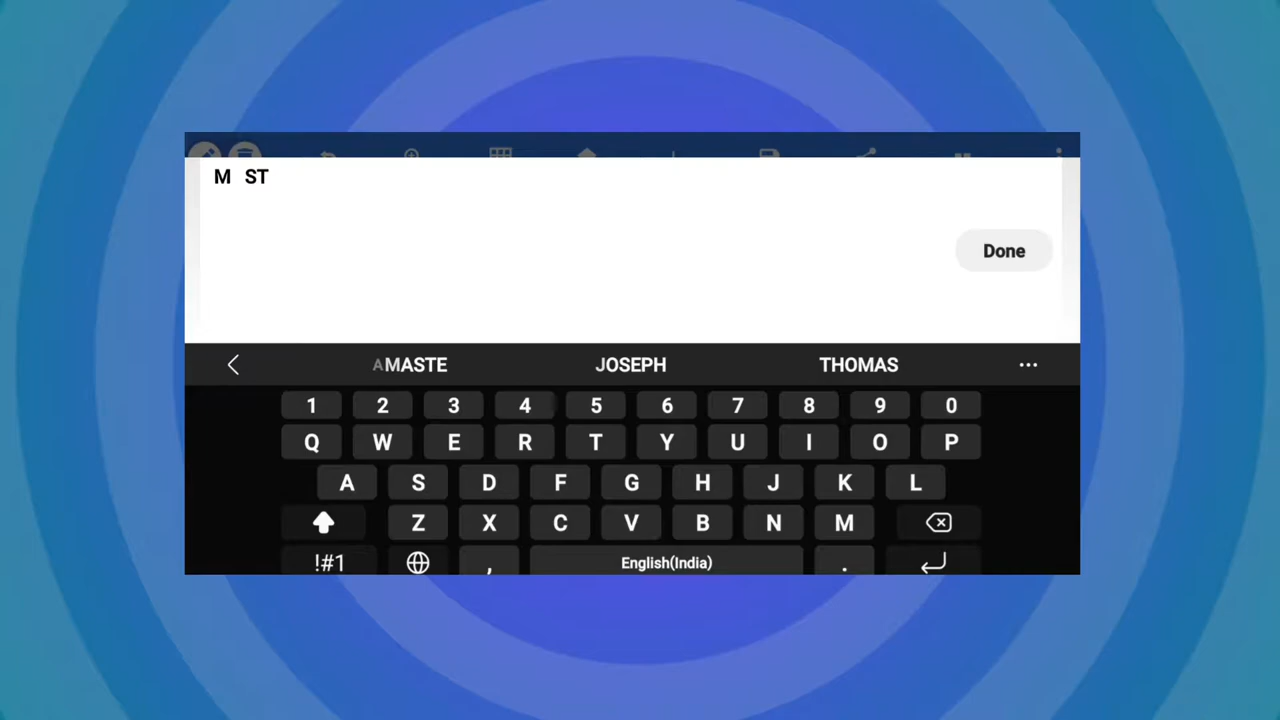 M ST
Done
AMASTE JOSEPH THOMAS
1 2 3 4 5 6 7 8 9 0
Q W E R T Y U I O P
A S D F G H J K L
Z X C V B N M
!#1 , English(India) .